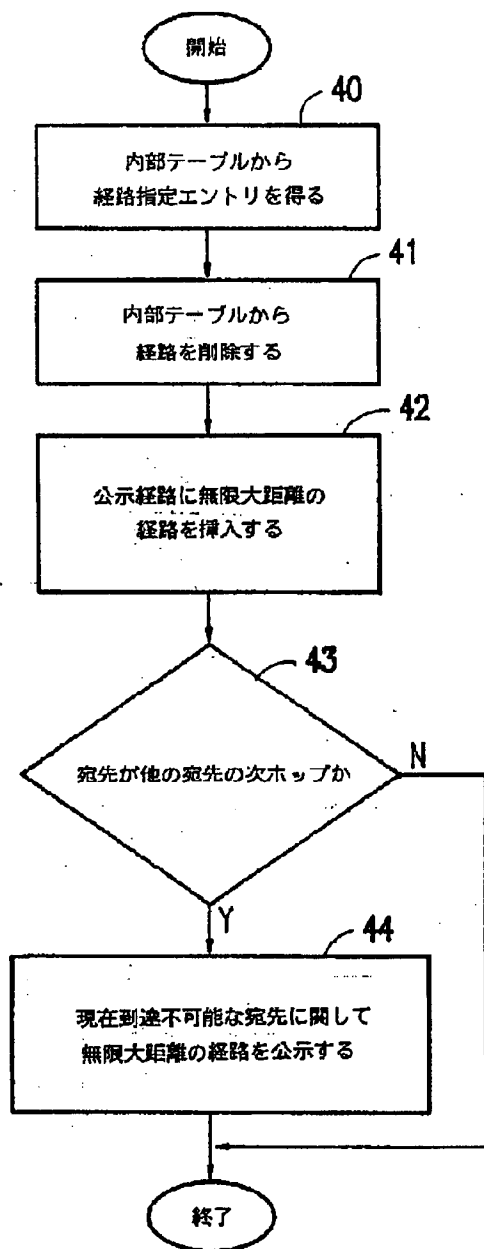 開始
40
内部テーブルから
経路指定エントリを得る
41
内部テーブルから
経路を削除する
42
公示経路に無限大距離の
経路を挿入する
43
宛先が他の宛先の次ホップか
N
Y
44
現在到達不可能な宛先に関して
無限大距離の経路を公示する
終了